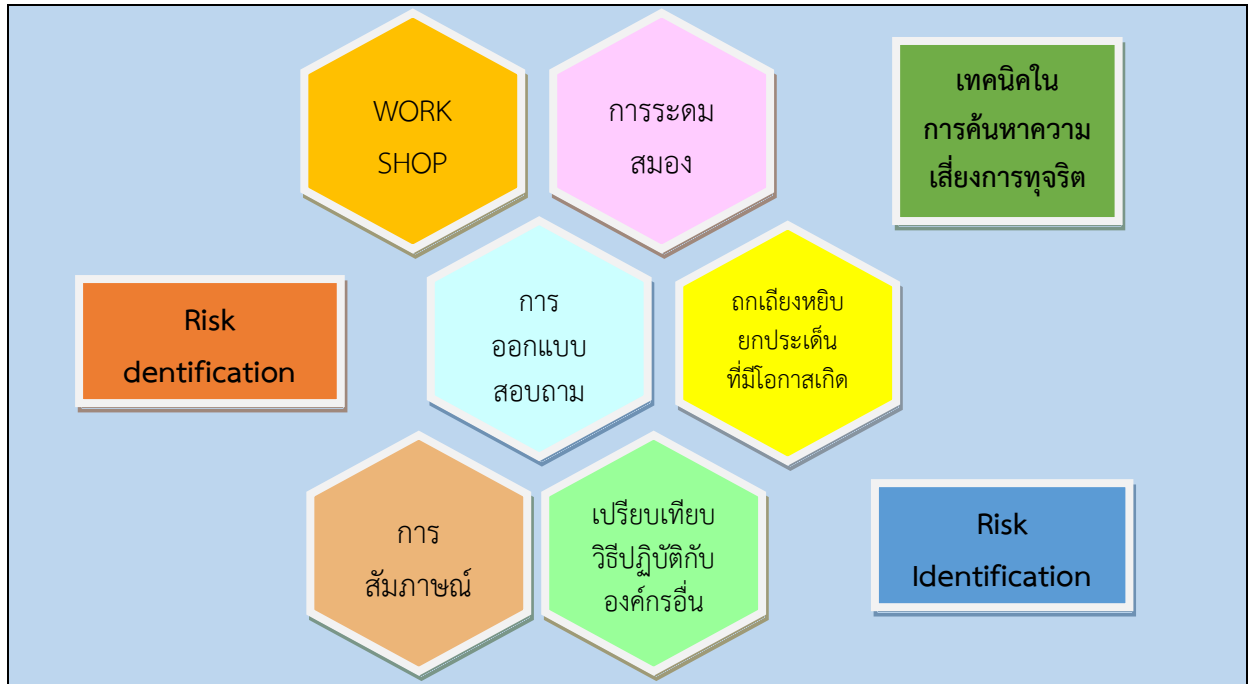 WORK
SHOP
การระดม
สมอง
เทคนิคใน
การค้นหาความ
เสี่ยงการทุจริต
Risk
dentification
การ
ออกแบบ
สอบถาม
ถกเถียงหยิบ
ยกประเด็น
ที่มีโอกาสเกิด
การ
สัมภาษณ์
เปรียบเทียบ
วิธีปฏิบัติกับ
องค์กรอื่น
Risk
Identification